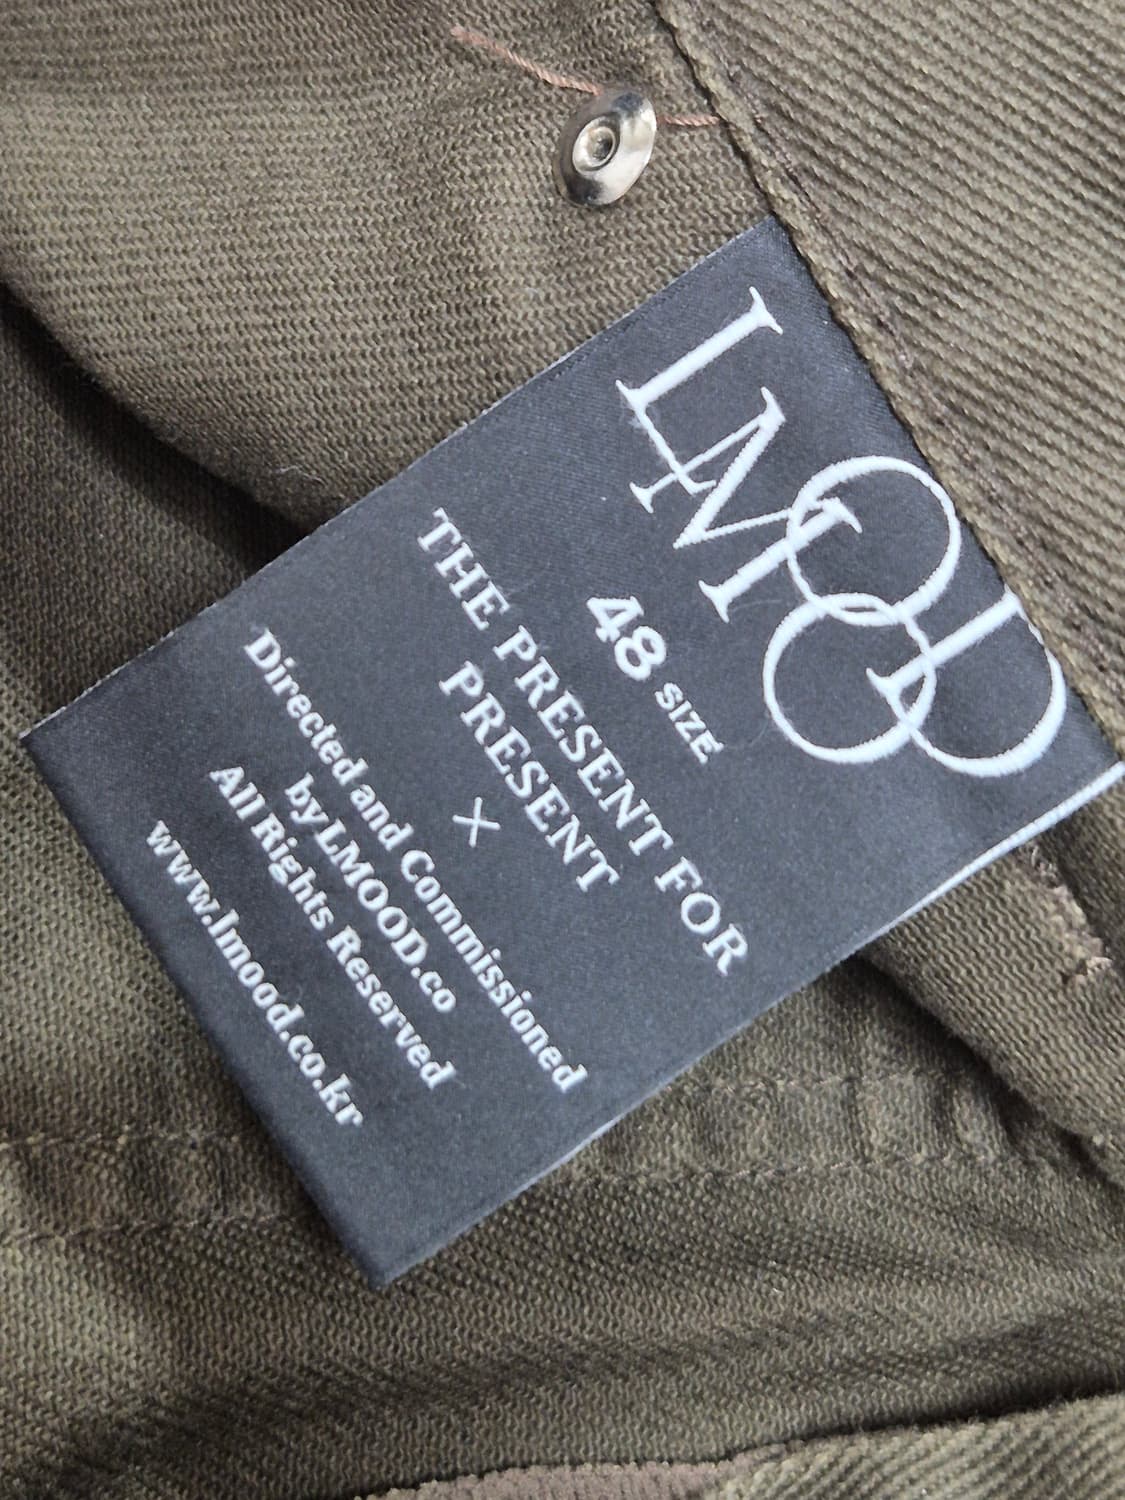 LMOOD
48 SIZE
THE PRESENT FOR
PRESENT
×
Directed and Commissioned
by LMOOD.co
All Rights Reserved
www.lmood.co.kr